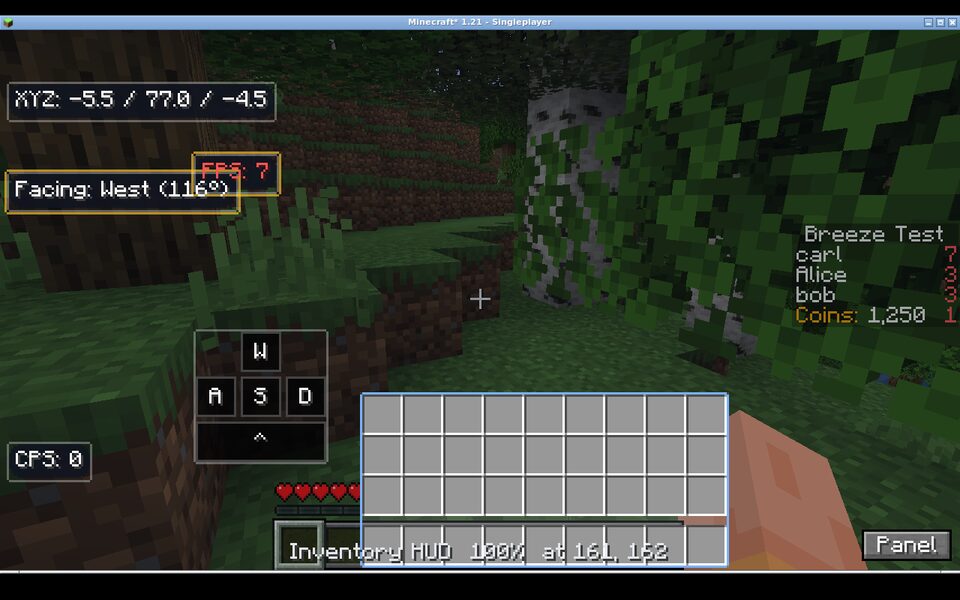 Minecraft* 1.21 - Singleplayer
XYZ: -5.5 / 77.0 / -4.5
FPS: 7
Facing: West (116°)
Breeze Test
carl 7
Alice 3
bob 3
Coins: 1,250 1
W
A S D
^
CPS: 0
Inventory HUD 100% at 161, 162
Panel